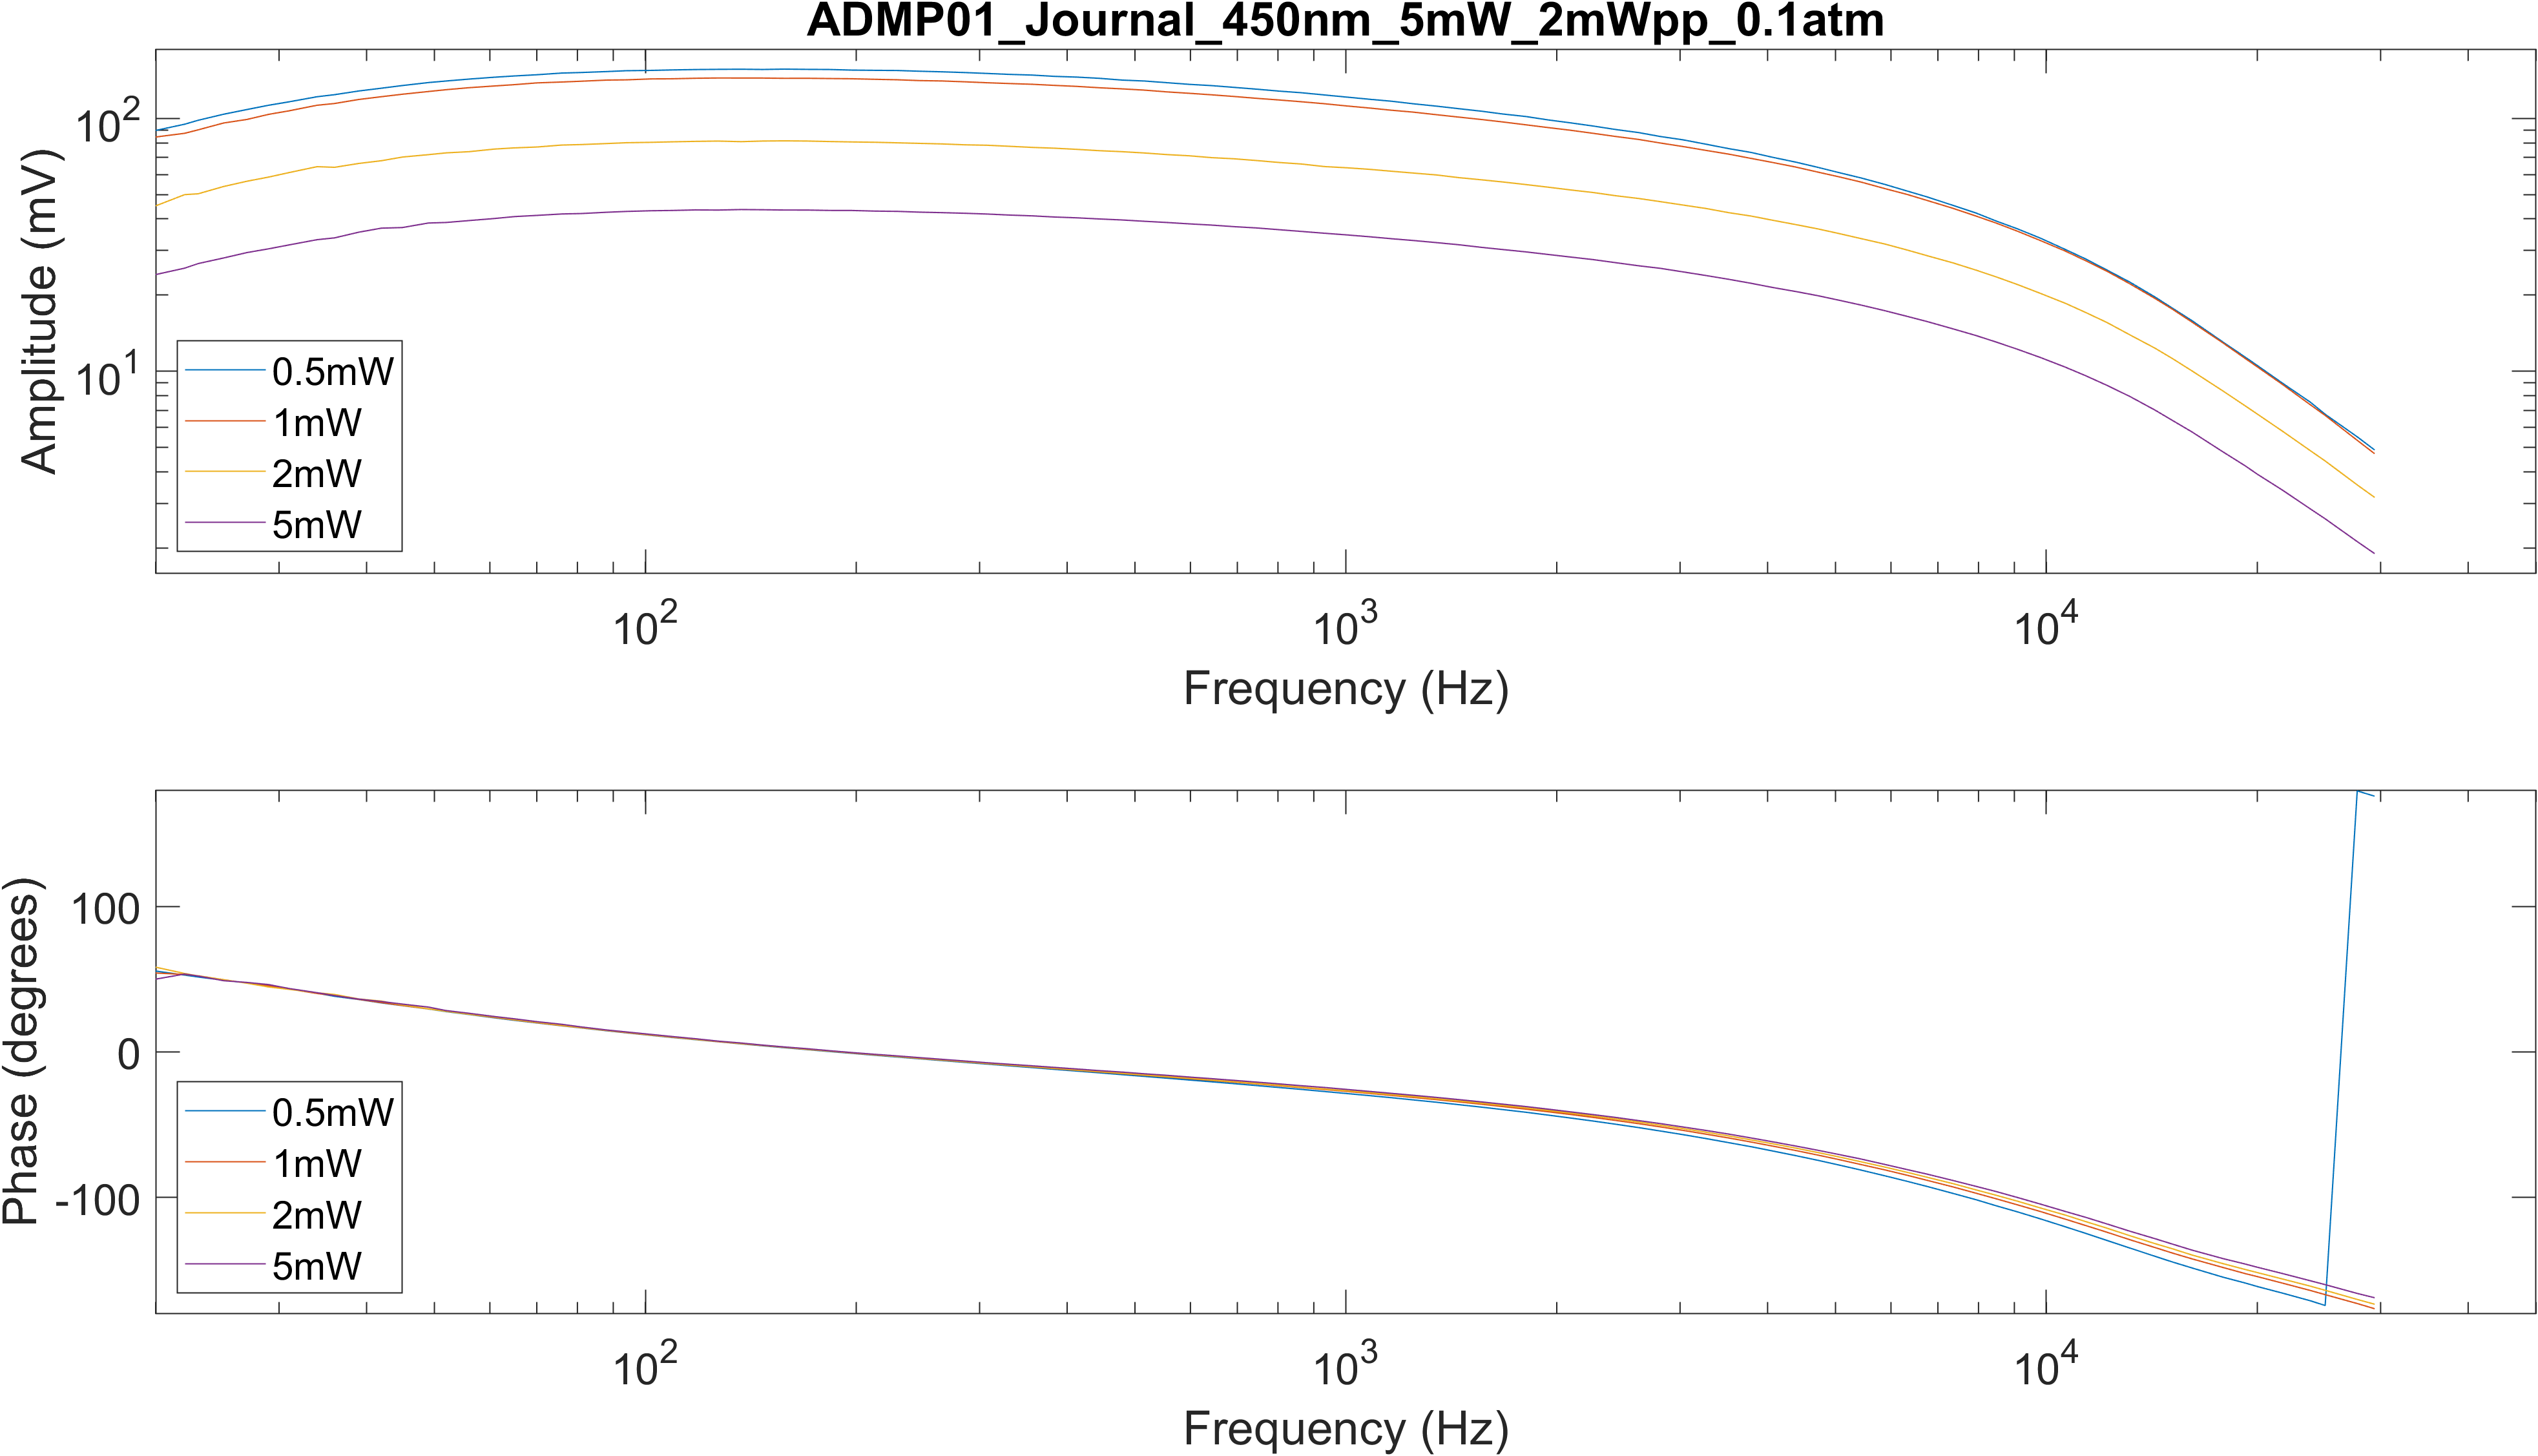 ADMP01_Journal_450nm_5mW_2mWpp_0.1atm
Amplitude (mV)
10^2
10^1
0.5mW
1mW
2mW
5mW
10^2 10^3 10^4
Frequency (Hz)
Phase (degrees)
100
0
-100
0.5mW
1mW
2mW
5mW
10^2 10^3 10^4
Frequency (Hz)